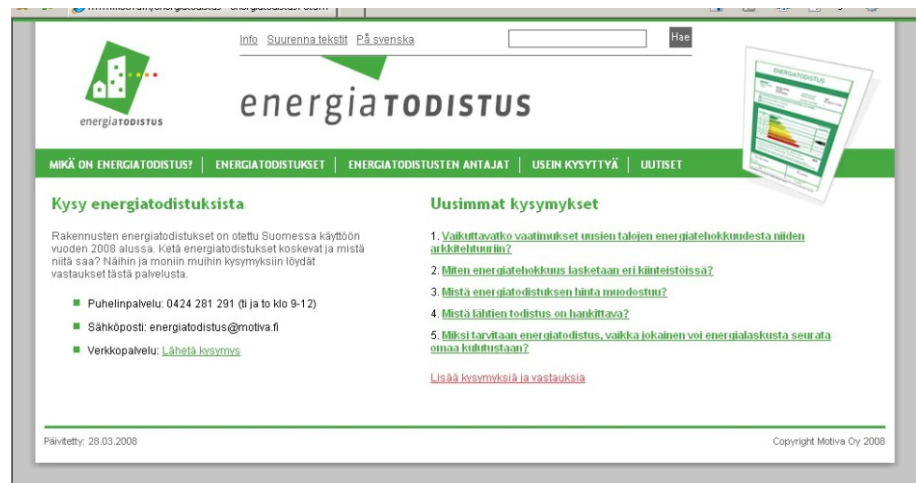 Info Suurenna tekstit På svenska
Hae
energiaTODISTUS
energiaTODISTUS
ENERGIATODISTUS
MIKÄ ON ENERGIATODISTUS? ENERGIATODISTUKSET ENERGIATODISTUSTEN ANTAJAT USEIN KYSYTTYÄ UUTISET
Kysy energiatodistuksista
Rakennusten energiatodistukset on otettu Suomessa käyttöön
vuoden 2008 alussa. Ketä energiatodistukset koskevat ja mistä
niitä saa? Näihin ja moniin muihin kysymyksiin löydät
vastaukset tästä palvelusta.
Puhelinpalvelu: 0424 281 291 (ti ja to klo 9-12)
Sähköposti: energiatodistus@motiva.fi
Verkkopalvelu: Lähetä kysymys
Uusimmat kysymykset
1. Vaikuttavatko vaatimukset uusien talojen energiatehokkuudesta niiden
arkkitehtuuriin?
2. Miten energiatehokkuus lasketaan eri kiinteistöissä?
3. Mistä energiatodistuksen hinta muodostuu?
4. Mistä lähtien todistus on hankittava?
5. Miksi tarvitaan energiatodistus, vaikka jokainen voi energialaskusta seurata
omaa kulutustaan?
Lisää kysymyksiä ja vastauksia
Päivitetty: 28.03.2008
Copyright Motiva Oy 2008